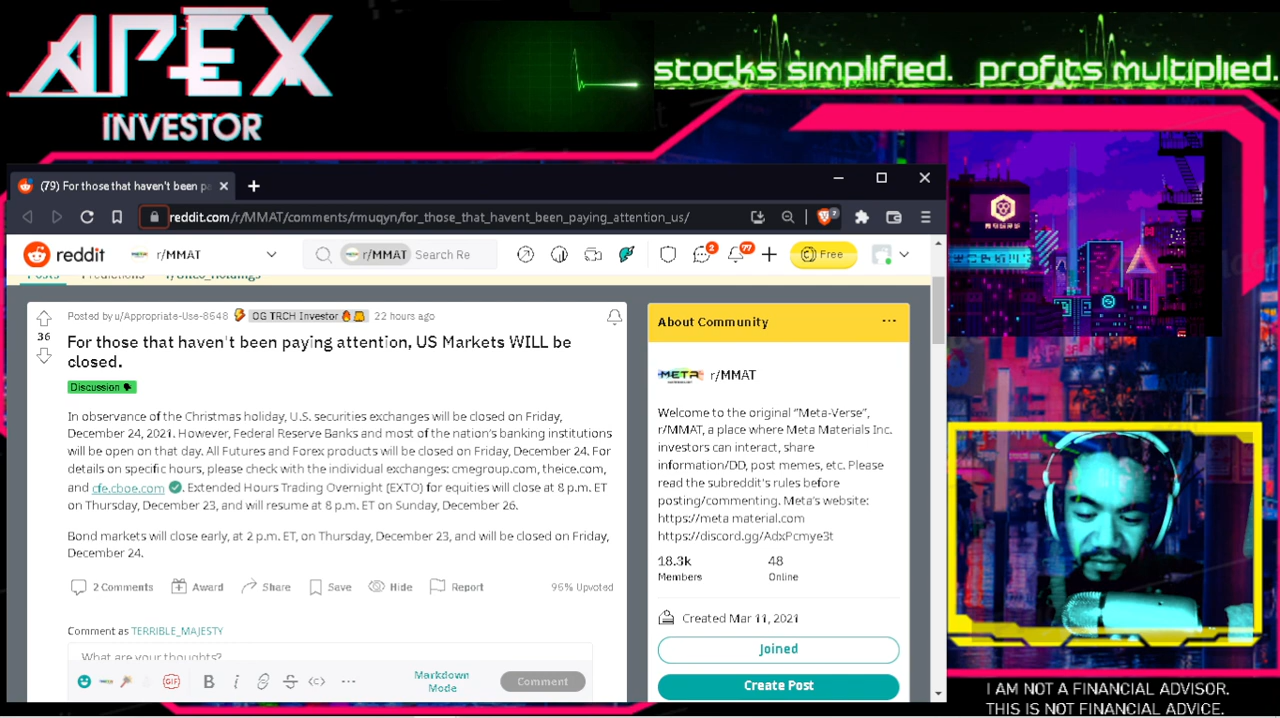 APEX
INVESTOR
stocks simplified. profits multiplied.
(79) For those that haven't been pa
reddit.com/r/MMAT/comments/rmuqyn/for_those_that_havent_been_paying_attention_us/
2
reddit
r/MMAT
r/MMAT Search Re
2
77
Free
Posts Predictions
Posted by u/Appropriate-Use-8648 OG TRCH Investor 22 hours ago
36
For those that haven't been paying attention, US Markets WILL be
closed.
Discussion
In observance of the Christmas holiday, U.S. securities exchanges will be closed on Friday,
December 24, 2021. However, Federal Reserve Banks and most of the nation's banking institutions
will be open on that day. All Futures and Forex products will be closed on Friday, December 24. For
details on specific hours, please check with the individual exchanges: cmegroup.com, theice.com,
and cfe.cboe.com. Extended Hours Trading Overnight (EXTO) for equities will close at 8 p.m. ET
on Thursday, December 23, and will resume at 8 p.m. ET on Sunday, December 26.
Bond markets will close early, at 2 p.m. ET, on Thursday, December 23, and will be closed on Friday,
December 24.
2 Comments Award Share Save Hide Report 96% Upvoted
Comment as TERRIBLE_MAJESTY
What are your thoughts?
GIF B i Markdown
Mode
Comment
About Community
META r/MMAT
Welcome to the original "Meta-Verse",
r/MMAT, a place where Meta Materials Inc.
investors can interact, share
information/DD, post memes, etc. Please
read the subreddit's rules before
posting/commenting. Meta's website:
https://metamaterial.com
https://discord.gg/AdxPcmye3t
18.3k 48
Members Online
Created Mar 11, 2021
Joined
Create Post
I AM NOT A FINANCIAL ADVISOR.
THIS IS NOT FINANCIAL ADVICE.